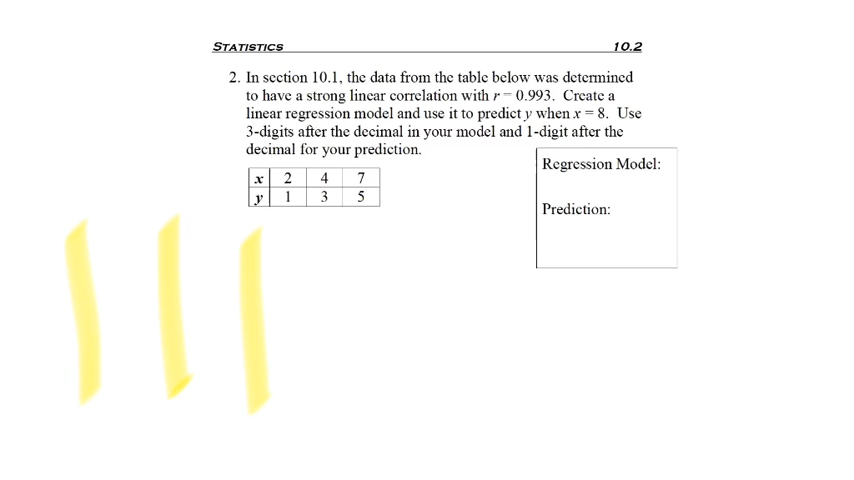 STATISTICS 10.2
2. In section 10.1, the data from the table below was determined
to have a strong linear correlation with r = 0.993. Create a
linear regression model and use it to predict y when x = 8. Use
3-digits after the decimal in your model and 1-digit after the
decimal for your prediction.
x 2 4 7
y 1 3 5
Regression Model:
Prediction: